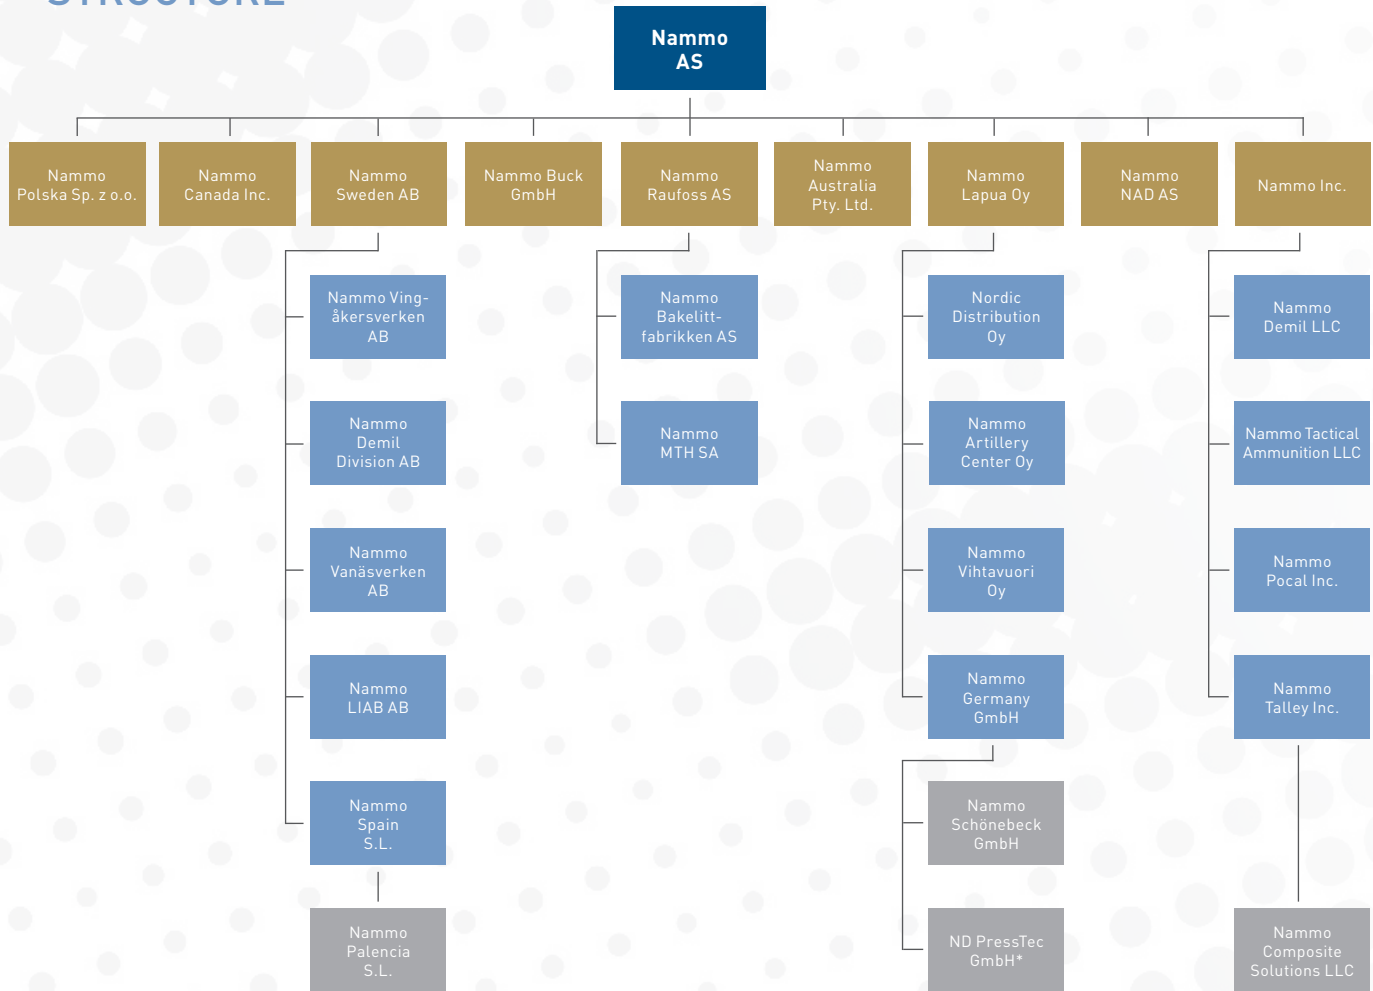 STRUCTURE
Nammo
AS
Nammo
Polska Sp. z o.o.
Nammo
Canada Inc.
Nammo
Sweden AB
Nammo Buck
GmbH
Nammo
Raufoss AS
Nammo
Australia
Pty. Ltd.
Nammo
Lapua Oy
Nammo
NAD AS
Nammo Inc.
Nammo Ving-
åkersverken
AB
Nammo
Bakelitt-
fabrikken AS
Nordic
Distribution
Oy
Nammo
Demil LLC
Nammo
Demil
Division AB
Nammo
MTH SA
Nammo
Artillery
Center Oy
Nammo Tactical
Ammunition LLC
Nammo
Vanäsverken
AB
Nammo
Vihtavuori
Oy
Nammo
Pocal Inc.
Nammo
LIAB AB
Nammo
Germany
GmbH
Nammo
Talley Inc.
Nammo
Spain
S.L.
Nammo
Schönebeck
GmbH
Nammo
Palencia
S.L.
ND PressTec
GmbH*
Nammo
Composite
Solutions LLC